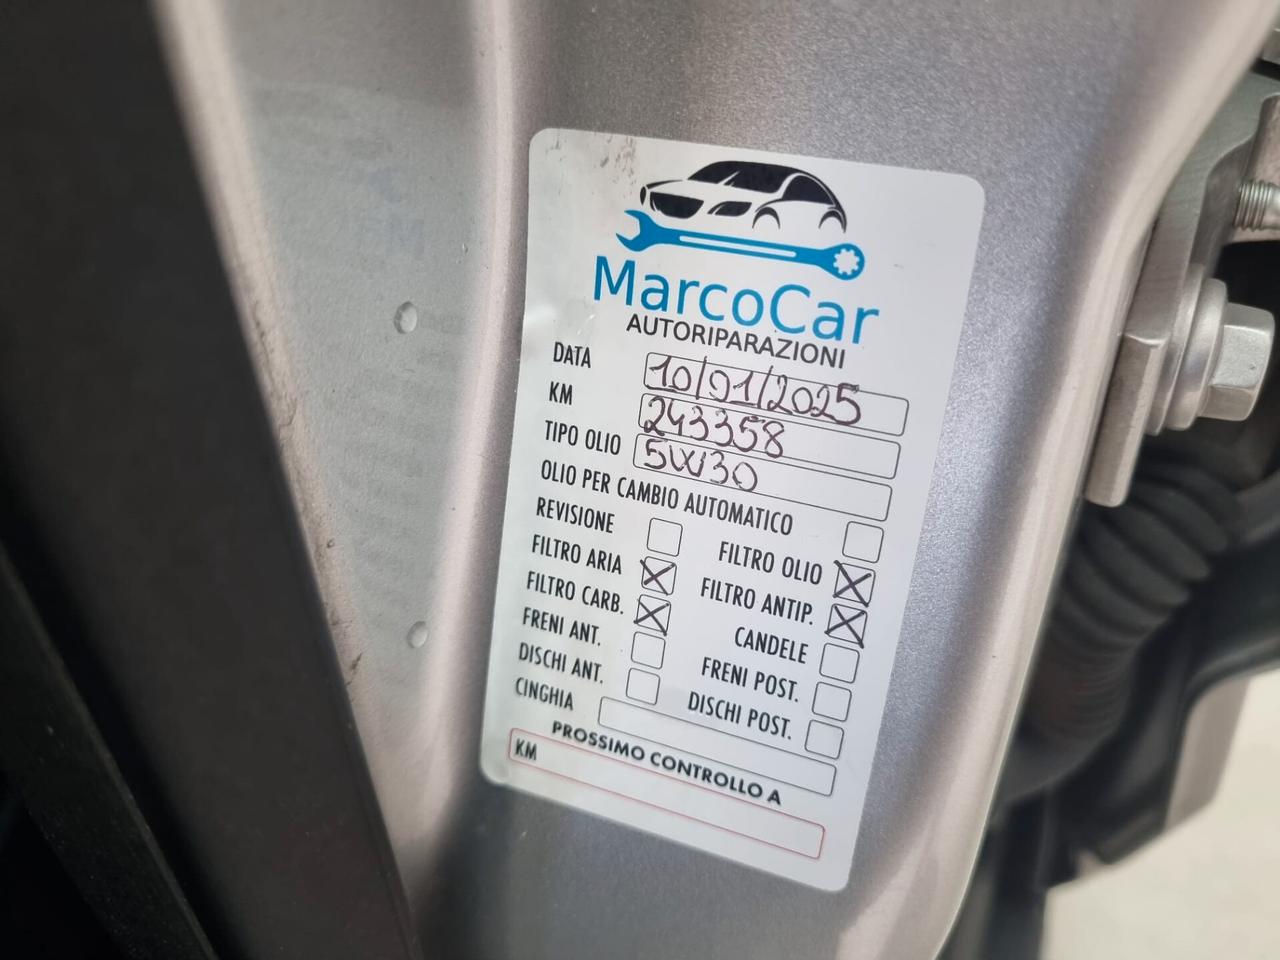 MarcoCar
AUTORIPARAZIONI
DATA 10/01/2025
KM 243358
TIPO OLIO 5W30
OLIO PER CAMBIO AUTOMATICO
REVISIONE FILTRO OLIO
FILTRO ARIA FILTRO ANTIP.
FILTRO CARB. CANDELE
FRENI ANT. FRENI POST.
DISCHI ANT. DISCHI POST.
CINGHIA
PROSSIMO CONTROLLO A
KM